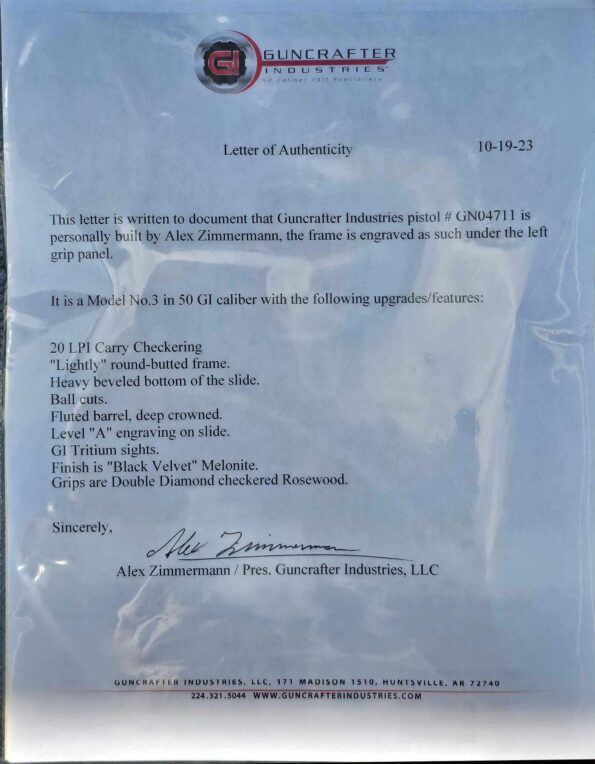 GI GUNCRAFTER
INDUSTRIES
50 Caliber 1911 Specialists
Letter of Authenticity 10-19-23
This letter is written to document that Guncrafter Industries pistol # GN04711 is
personally built by Alex Zimmermann, the frame is engraved as such under the left
grip panel.
It is a Model No.3 in 50 GI caliber with the following upgrades/features:
20 LPI Carry Checkering
"Lightly" round-butted frame.
Heavy beveled bottom of the slide.
Ball cuts.
Fluted barrel, deep crowned.
Level "A" engraving on slide.
GI Tritium sights.
Finish is "Black Velvet" Melonite.
Grips are Double Diamond checkered Rosewood.
Sincerely,
Alex Zimmermann
Alex Zimmermann / Pres. Guncrafter Industries, LLC
GUNCRAFTER INDUSTRIES, LLC, 171 MADISON 1510, HUNTSVILLE, AR 72740
224.321.5044 WWW.GUNCRAFTERINDUSTRIES.COM